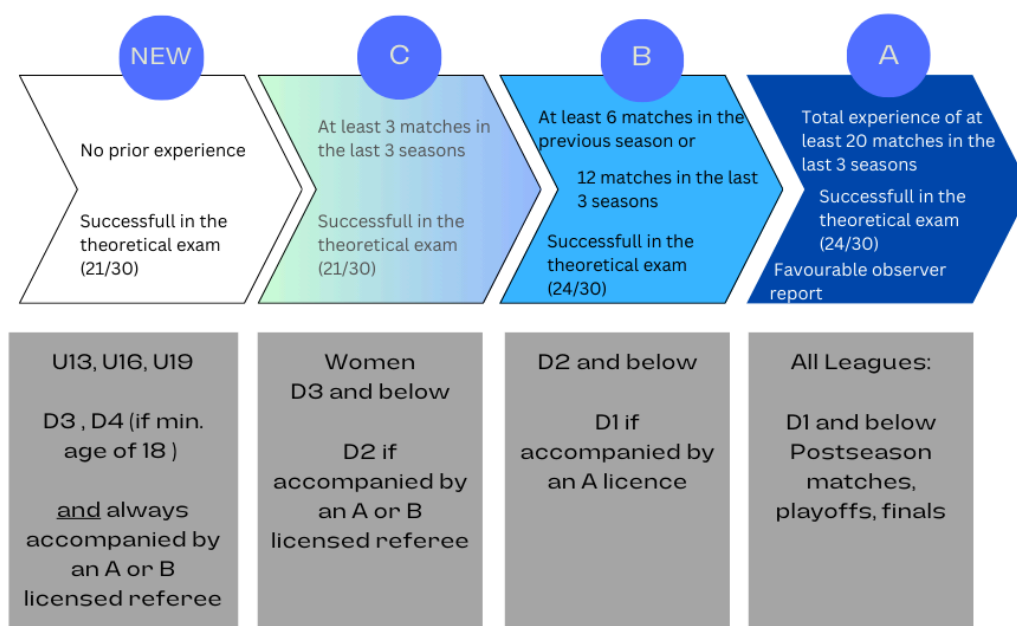 NEW
No prior experience
Successfull in the
theoretical exam
(21/30)
C
At least 3 matches in
the last 3 seasons
Successfull in the
theoretical exam
(21/30)
B
At least 6 matches in the
previous season or
12 matches in the last
3 seasons
Successfull in the
theoretical exam
(24/30)
A
Total experience of at
least 20 matches in the
last 3 seasons
Successfull in the
theoretical exam
(24/30)
Favourable observer
report
U13, U16, U19
D3 , D4 (if min.
age of 18 )
and always
accompanied by
an A or B
licensed referee
Women
D3 and below
D2 if
accompanied by
an A or B
licensed referee
D2 and below
D1 if
accompanied by
an A licence
All Leagues:
D1 and below
Postseason
matches,
playoffs, finals